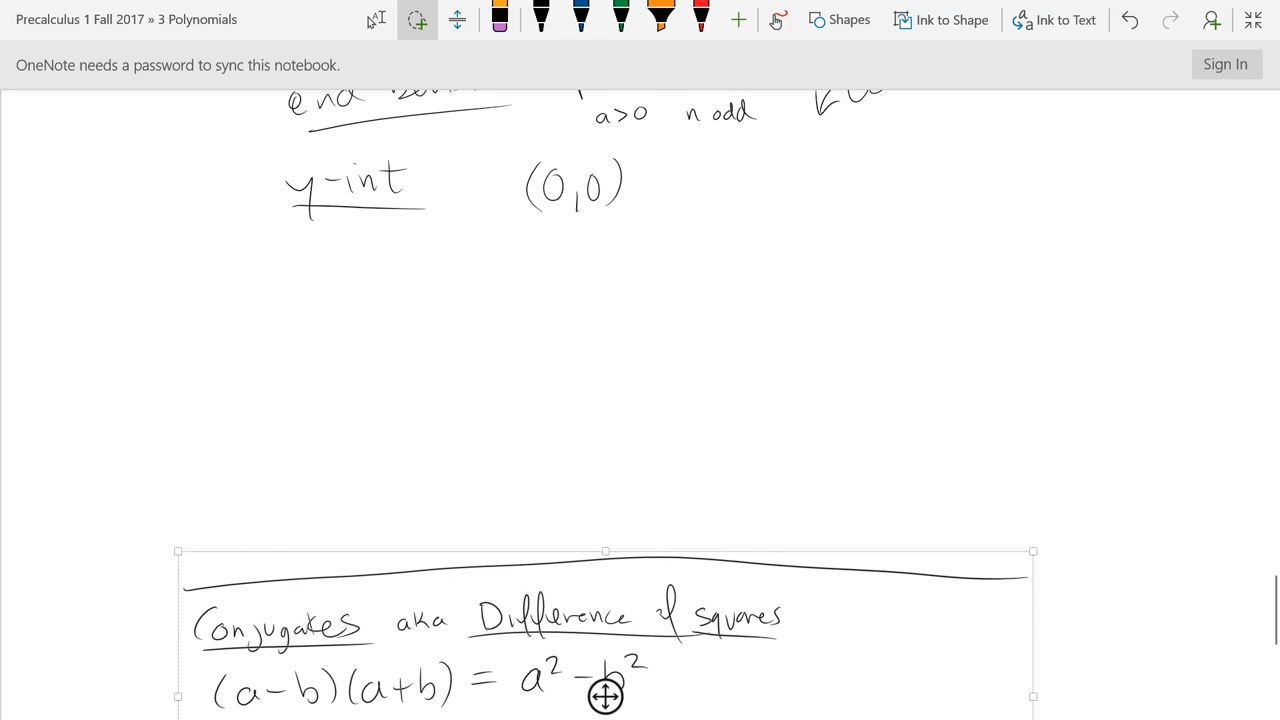 Precalculus 1 Fall 2017 » 3 Polynomials
Shapes Ink to Shape Ink to Text
OneNote needs a password to sync this notebook. Sign In
end
a>0 n odd
y-int (0,0)
Conjugates aka Difference of squares
(a-b)(a+b) = a² - b²